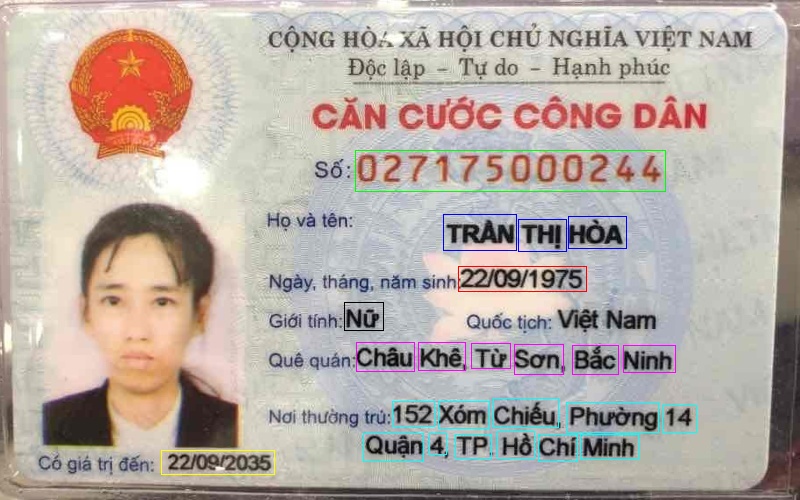 CỘNG HÒA XÃ HỘI CHỦ NGHĨA VIỆT NAM
Độc lập - Tự do - Hạnh phúc
CĂN CƯỚC CÔNG DÂN
Số: 027175000244
Họ và tên: TRẦN THỊ HÒA
Ngày, tháng, năm sinh: 22/09/1975
Giới tính: Nữ Quốc tịch: Việt Nam
Quê quán: Châu Khê, Từ Sơn, Bắc Ninh
Nơi thường trú: 152 Xóm Chiếu, Phường 14
Quận 4, TP. Hồ Chí Minh
Có giá trị đến: 22/09/2035